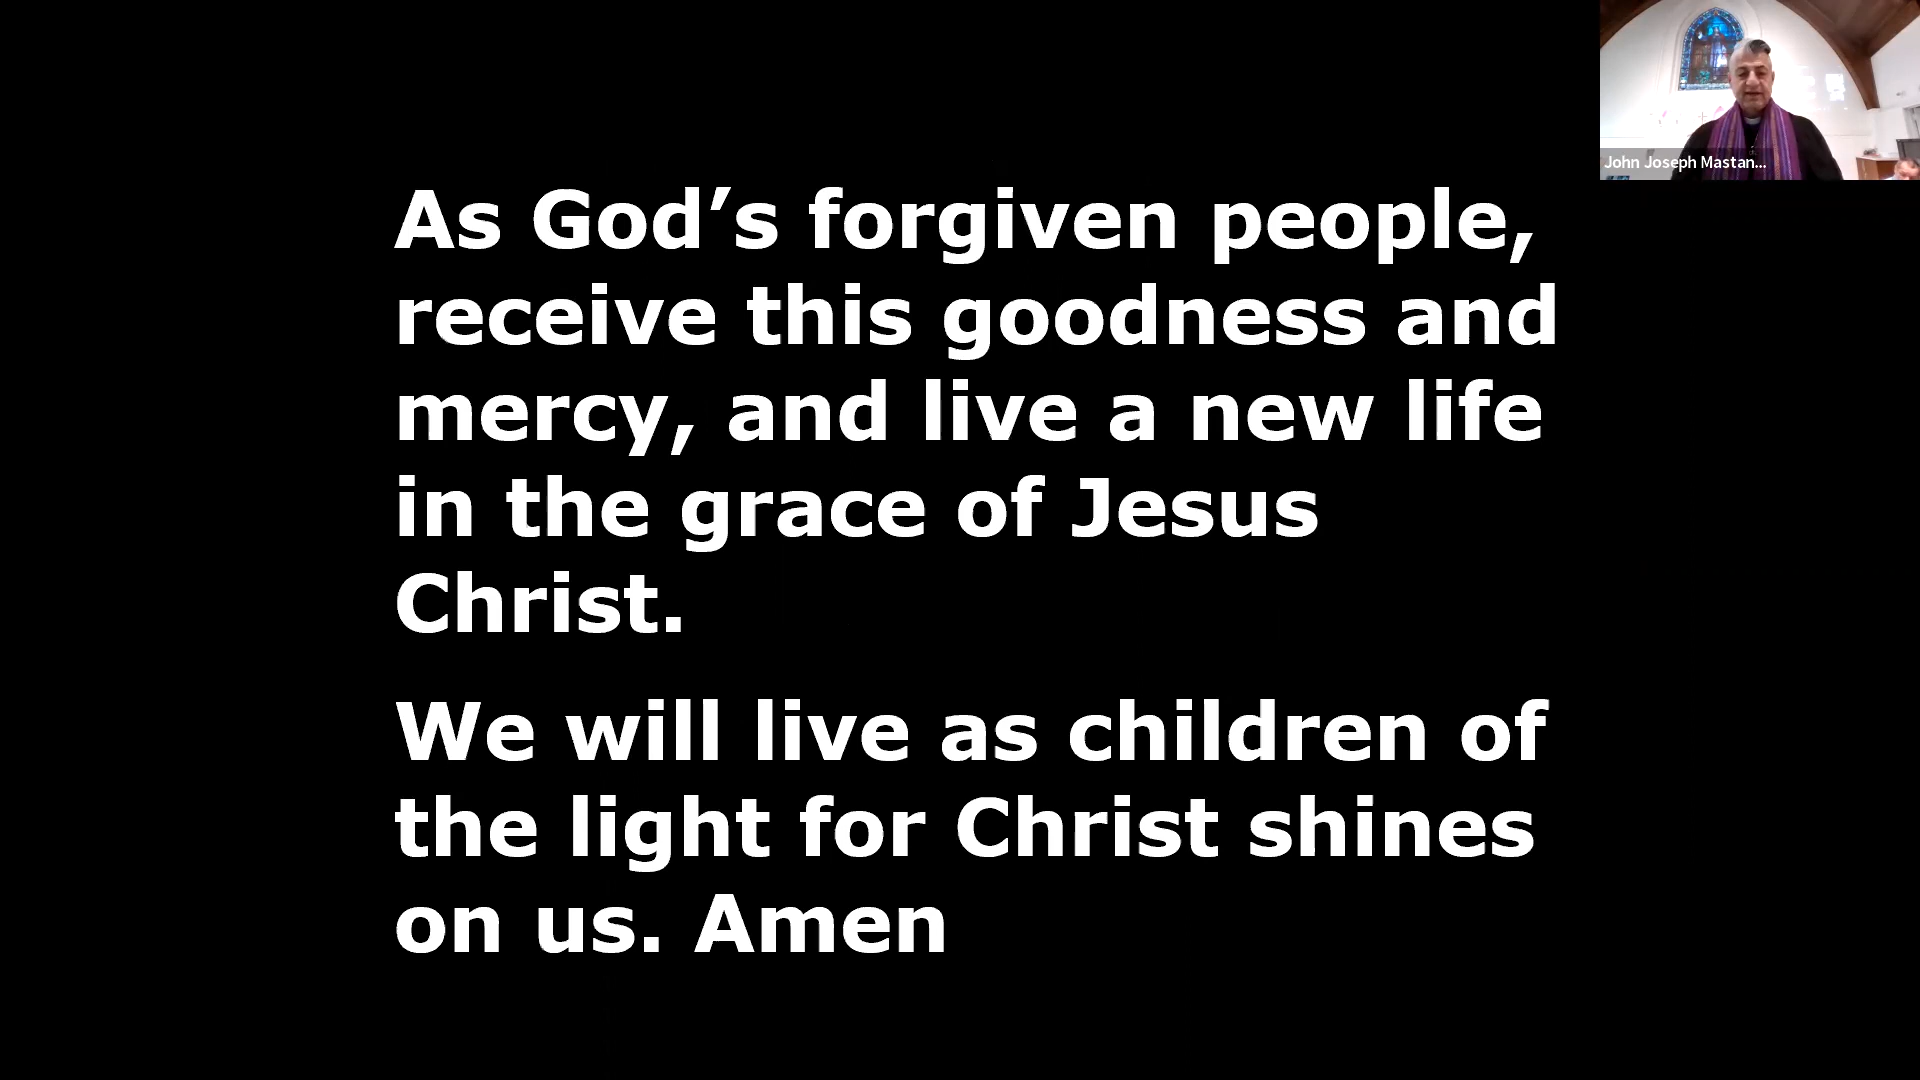 John Joseph Mastan...
As God’s forgiven people,
receive this goodness and
mercy, and live a new life
in the grace of Jesus
Christ.
We will live as children of
the light for Christ shines
on us. Amen